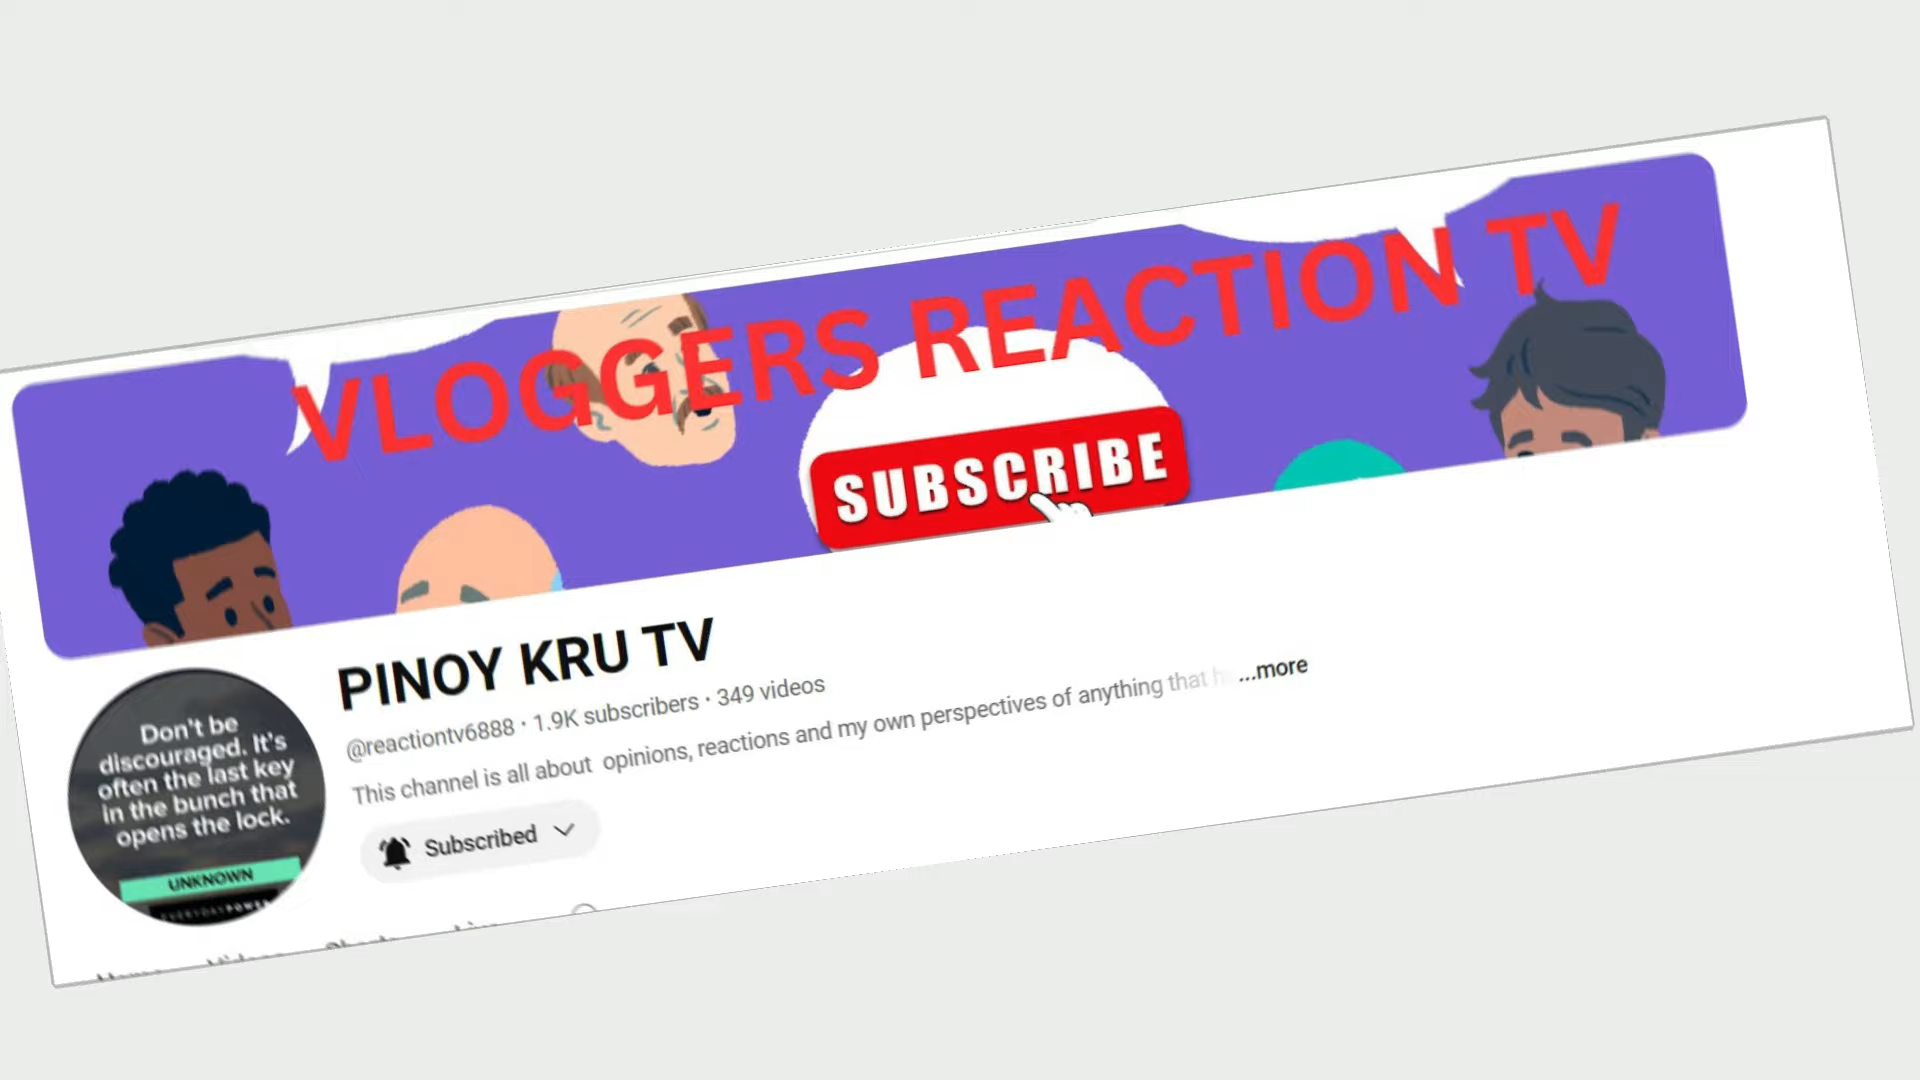 VLOGGERS REACTION TV
SUBSCRIBE
PINOY KRU TV
@reactiontv6888 · 1.9K subscribers · 349 videos
This channel is all about opinions, reactions and my own perspectives of anything that ...more
Subscribed
Don't be
discouraged. It's
often the last key
in the bunch that
opens the lock.
UNKNOWN
EVERYDAYPOWER